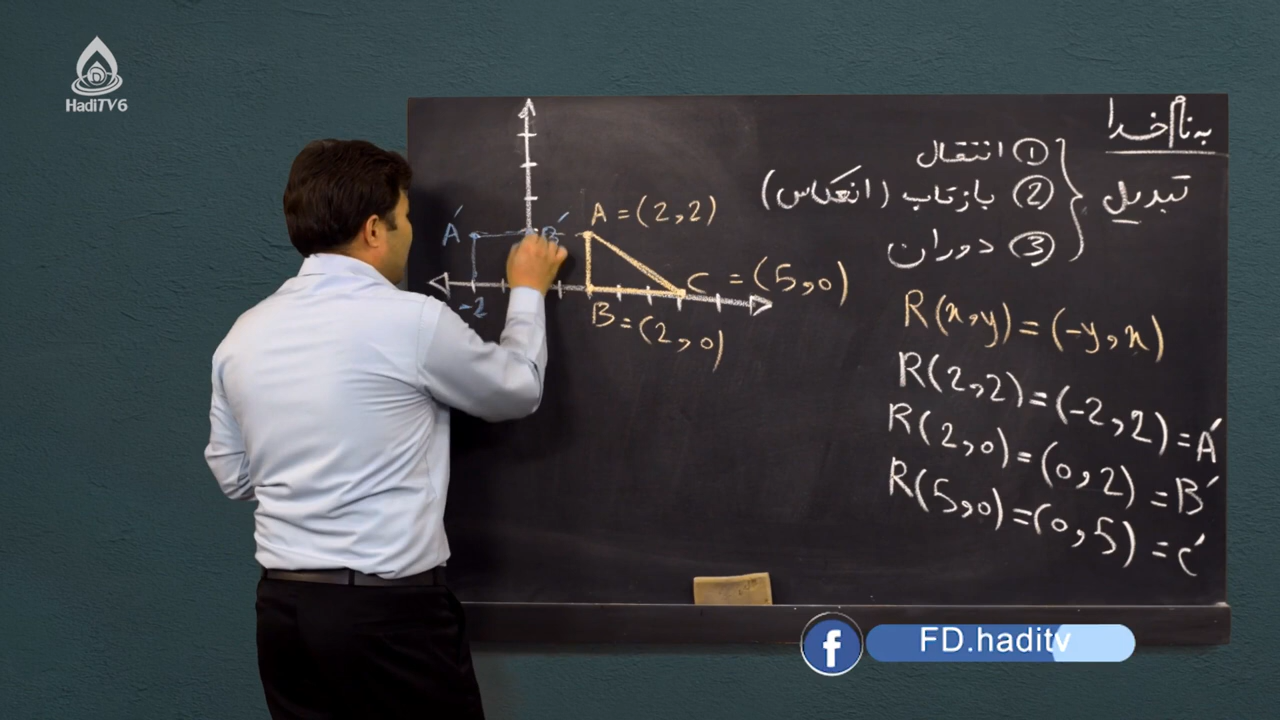 HadiTV6
به نام خدا
تبدیل
① انتقال
② بازتاب (انعکاس)
③ دوران
A = (2,2)
A′
B′
C = (5,0)
-2
B = (2,0)
R(x,y) = (-y,x)
R(2,2) = (-2,2) = A′
R(2,0) = (0,2) = B′
R(5,0) = (0,5) = C′
FD.haditv